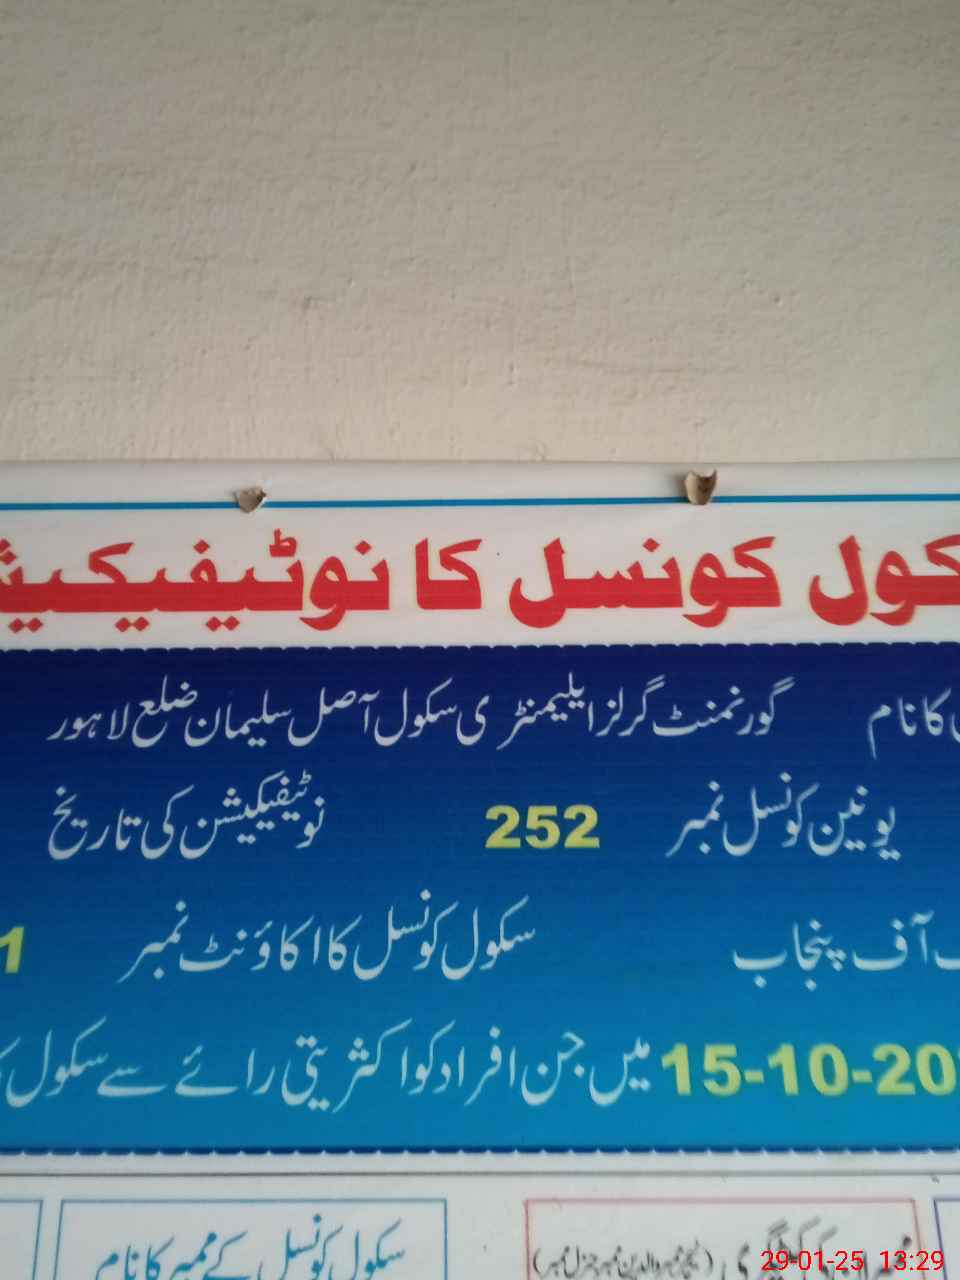 کول کونسل کا نوٹیفیکیش
کا نام گورنمنٹ گرلز ایلیمنٹری سکول آصل سلیمان ضلع لاہور
یونین کونسل نمبر 252 نوٹیفیکیشن کی تاریخ
آف پنجاب سکول کونسل کا اکاؤنٹ نمبر 1
15-10-20 میں جن افراد کو اکثریتی رائے سے سکول
سکول کونسل کے ممبر کا نام
29-01-25 13:29